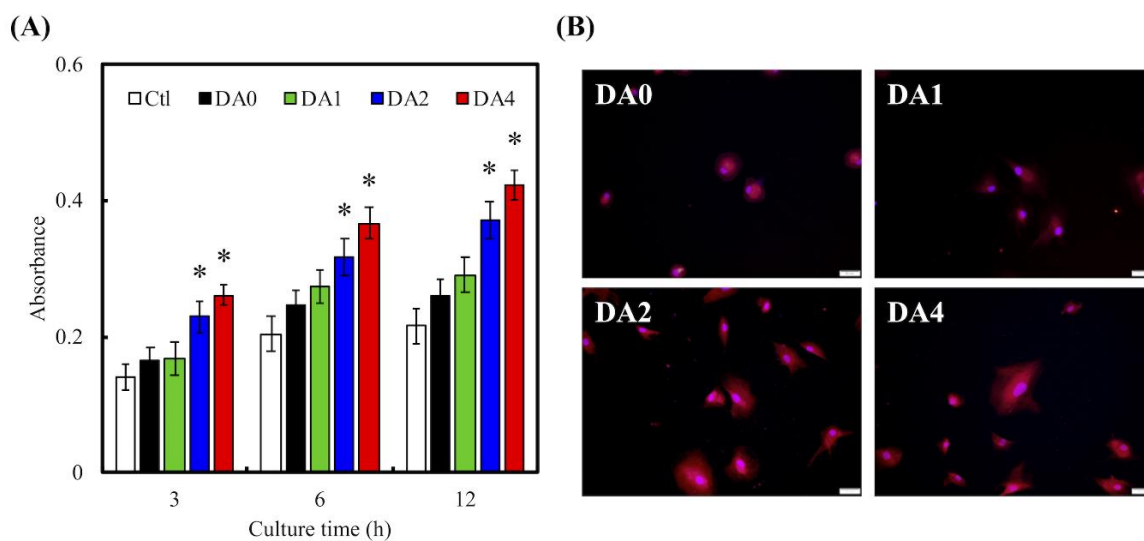 (A)
(B)
0.6
Ctl DA0 DA1 DA2 DA4
* *
* *
* *
0.4
0.2
0
Absorbance
3 6 12
Culture time (h)
DA0 DA1
DA2 DA4